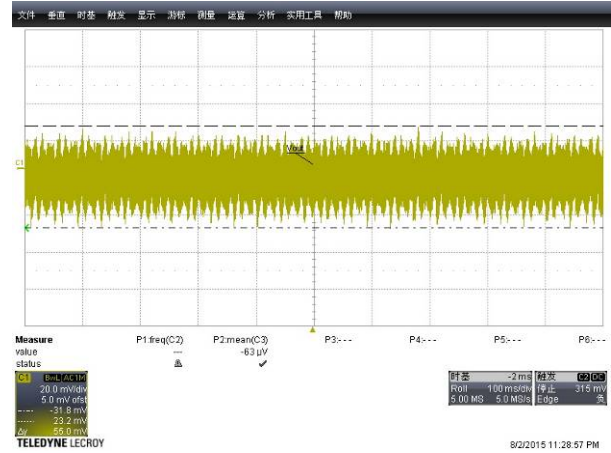 文件 垂直 时基 触发 显示 游标 测量 运算 分析 实用工具 帮助
C1
Vout
Measure P1:freq(C2) P2:mean(C3) P3:- - - P4:- - - P5:- - - P6:- - -
value --- -63 µV
status
C1 BwL AC1M
20.0 mV/div
5.0 mV ofst
-31.8 mV
23.2 mV
Δy 55.0 mV
时基 -2 ms
Roll 100 ms/div
5.00 MS 5.0 MS/s
触发 C2 DC
停止 315 mV
Edge 负
TELEDYNE LECROY
8/2/2015 11:28:57 PM